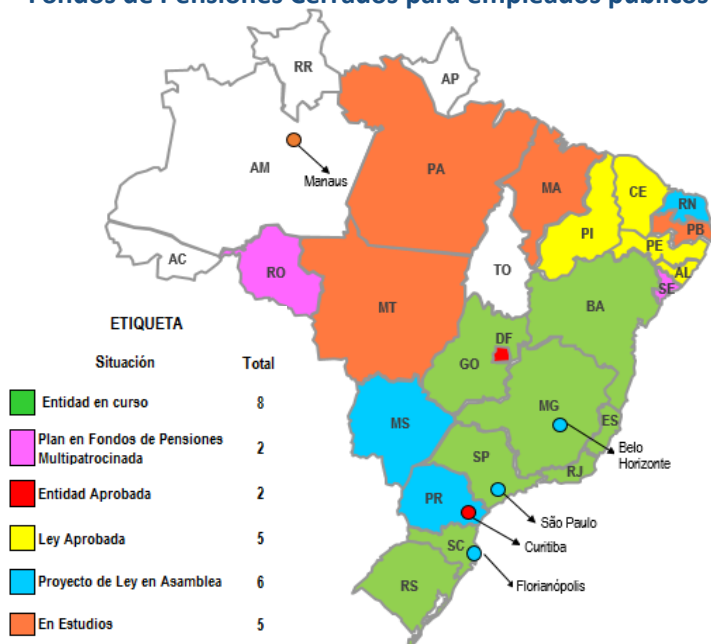 Fondos de Pensiones Cerrados para empleados públicos
RR
AP
AM
Manaus
PA
MA
CE
RN
PB
PI
PE
AL
SE
AC
RO
TO
BA
MT
DF
GO
MG
ES
Belo
Horizonte
MS
SP
RJ
São Paulo
PR
Curitiba
SC
Florianópolis
RS
ETIQUETA
Situación Total
Entidad en curso 8
Plan en Fondos de Pensiones
Multipatrocinada 2
Entidad Aprobada 2
Ley Aprobada 5
Proyecto de Ley en Asamblea 6
En Estudios 5